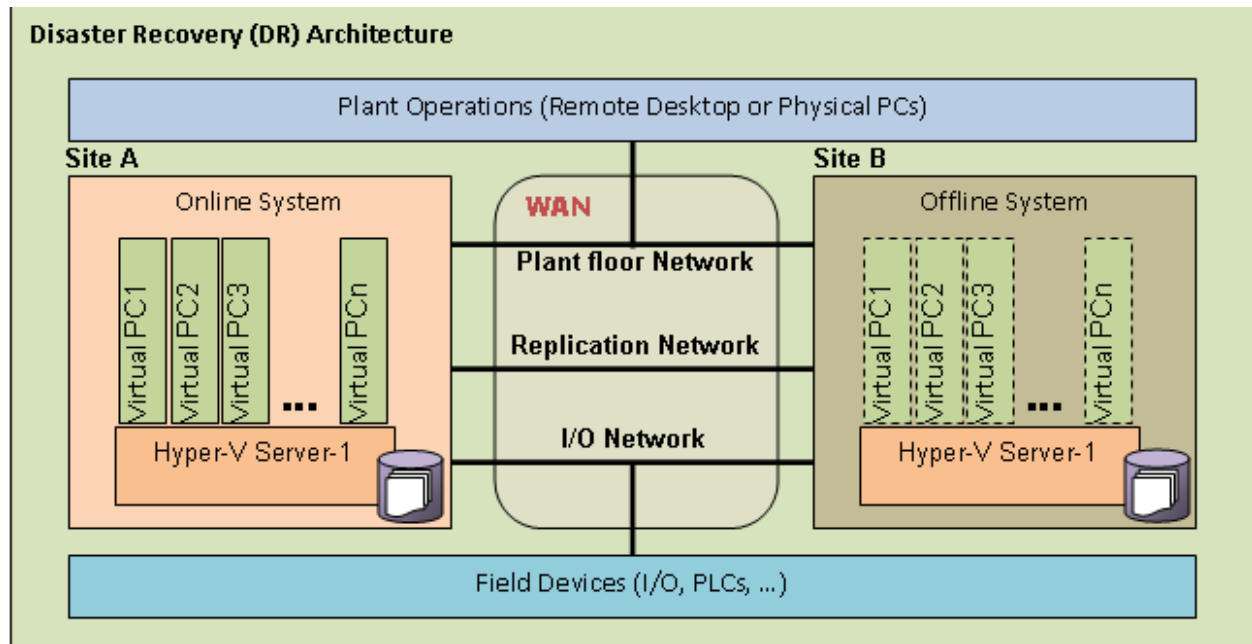 Disaster Recovery (DR) Architecture
Plant Operations (Remote Desktop or Physical PCs)
Site A
Site B
Online System
WAN
Offline System
Plant floor Network
Virtual PC1
Virtual PC2
Virtual PC3
...
Virtual PCn
Replication Network
Virtual PC1
Virtual PC2
Virtual PC3
...
Virtual PCn
I/O Network
Hyper-V Server-1
Hyper-V Server-1
Field Devices (I/O, PLCs, ...)